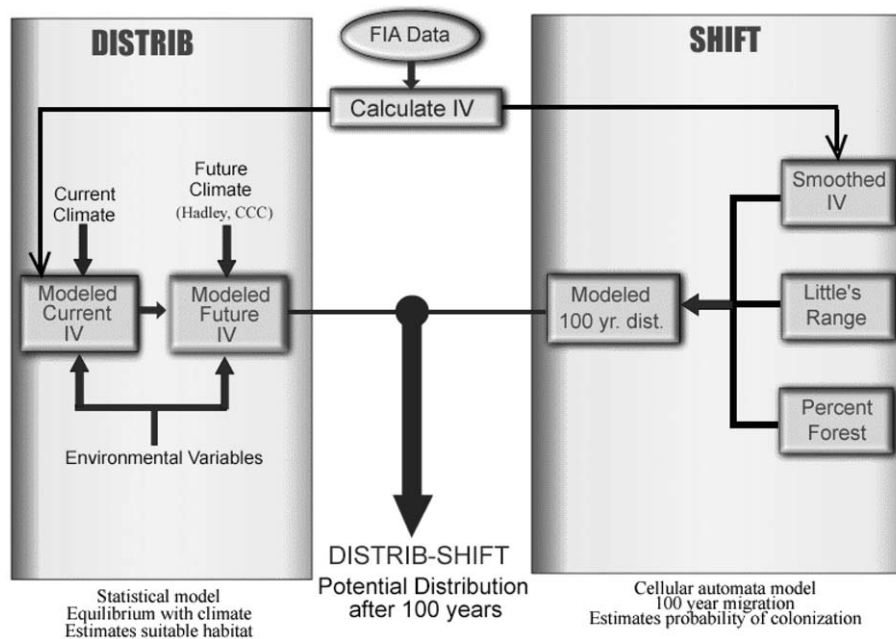 DISTRIB
FIA Data
SHIFT
Calculate IV
Current
Climate
Future
Climate
(Hadley, CCC)
Smoothed
IV
Modeled
Current
IV
Modeled
Future
IV
Modeled
100 yr. dist.
Little's
Range
Percent
Forest
Environmental Variables
DISTRIB-SHIFT
Potential Distribution
after 100 years
Statistical model
Equilibrium with climate
Estimates suitable habitat
Cellular automata model
100 year migration
Estimates probability of colonization